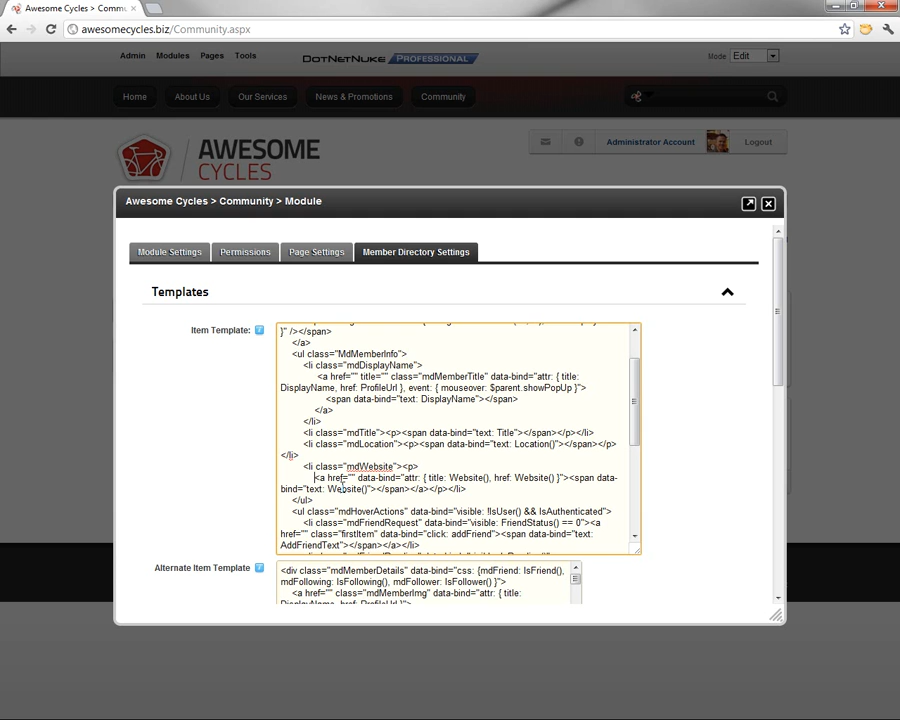 Awesome Cycles > Commu
awesomecycles.biz/Community.aspx
Admin Modules Pages Tools
DOTNETNUKE PROFESSIONAL
Mode Edit
Home About Us Our Services News & Promotions Community
AWESOME
CYCLES
Administrator Account Logout
Awesome Cycles > Community > Module
Module Settings Permissions Page Settings Member Directory Settings
Templates
Item Template:
}" /></span>
</a>
<ul class="MdMemberInfo">
<li class="mdDisplayName">
<a href="" title="" class="mdMemberTitle" data-bind="attr: { title:
DisplayName, href: ProfileUrl }, event: { mouseover: $parent.showPopUp }">
<span data-bind="text: DisplayName"></span>
</a>
</li>
<li class="mdTitle"><p><span data-bind="text: Title"></span></p></li>
<li class="mdLocation"><p><span data-bind="text: Location()"></span></p>
</li>
<li class="mdWebsite"><p>
<a href="" data-bind="attr: { title: Website(), href: Website() }"><span data-
bind="text: Website()"></span></a></p></li>
</ul>
<ul class="mdHoverActions" data-bind="visible: !IsUser() && IsAuthenticated">
<li class="mdFriendRequest" data-bind="visible: FriendStatus() == 0"><a
href="" class="firstItem" data-bind="click: addFriend"><span data-bind="text:
AddFriendText"></span></a></li>
Alternate Item Template
<div class="mdMemberDetails" data-bind="css: {mdFriend: IsFriend(),
mdFollowing: IsFollowing(), mdFollower: IsFollower() }">
<a href="" class="mdMemberImg" data-bind="attr: { title:
DisplayName, href: ProfileUrl }">